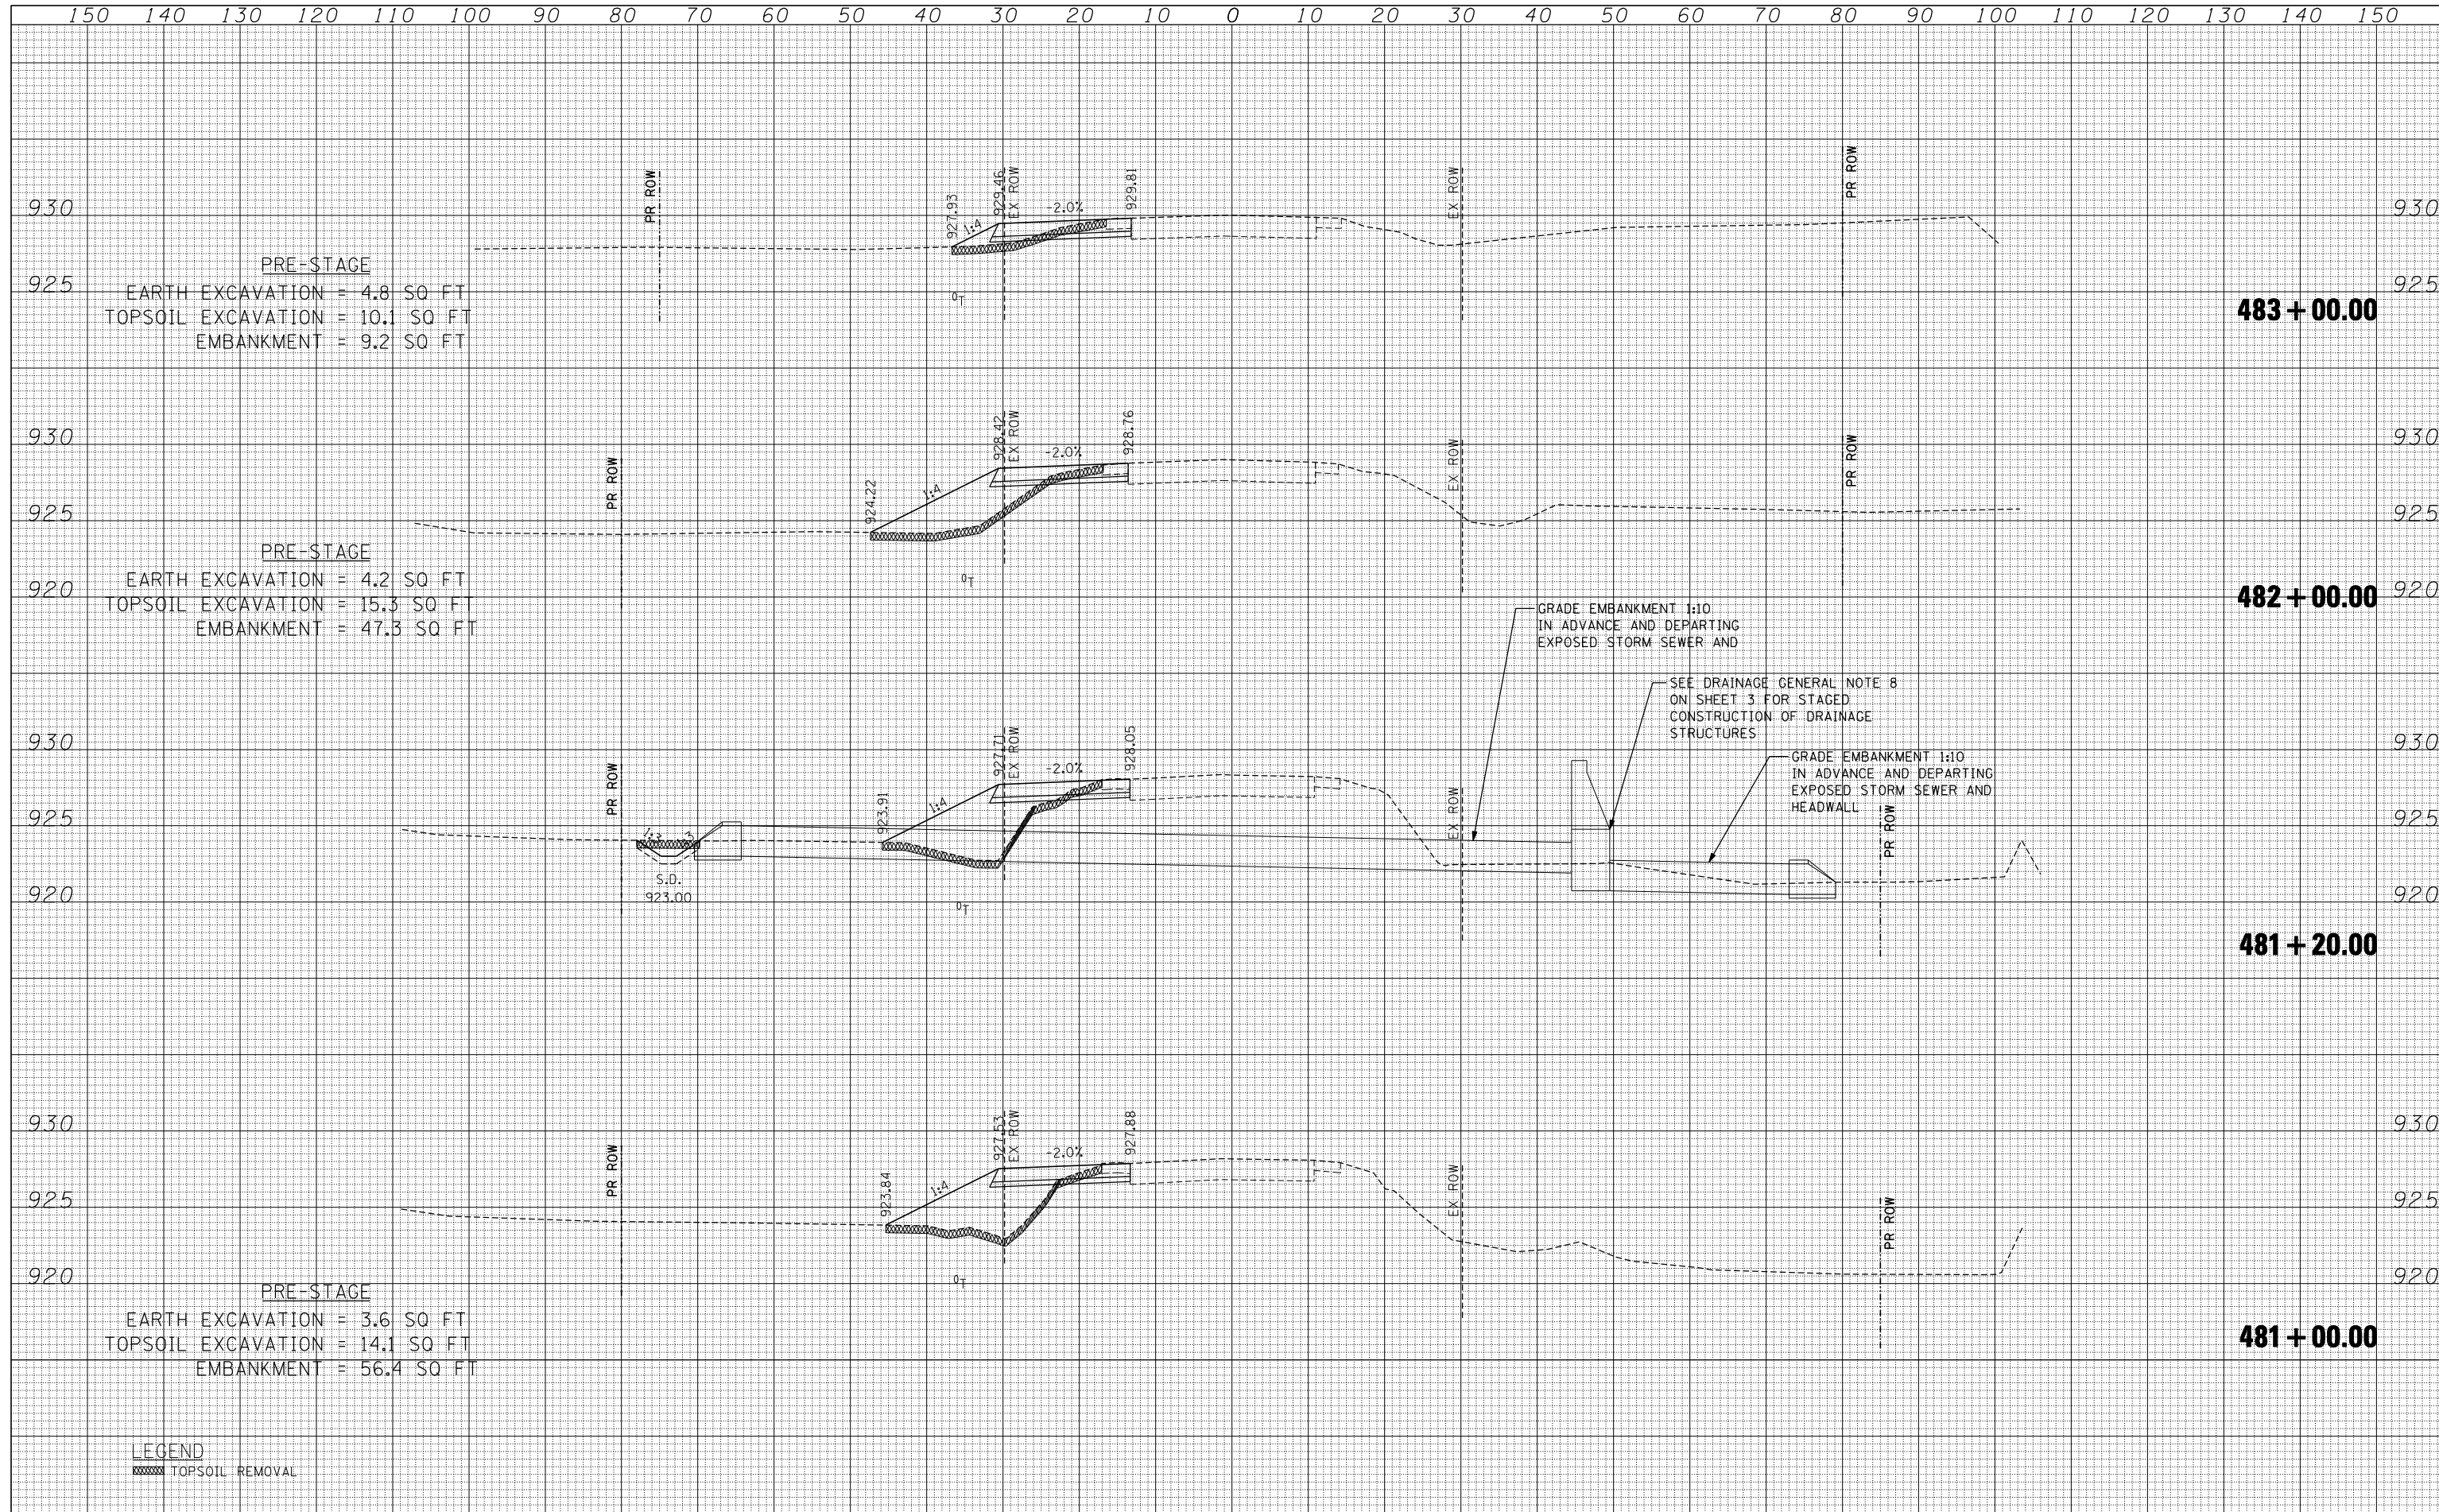 150 140 130 120 110 100 90 80 70 60 50 40 30 20 10 0 10 20 30 40 50 60 70 80 90 100 110 120 130 140 150
PR ROW
927.93
929.46
EX ROW
929.81
EX ROW
PR ROW
1:4
-2.0%
930
930
925
925
PRE-STAGE
EARTH EXCAVATION = 4.8 SQ FT
TOPSOIL EXCAVATION = 10.1 SQ FT
EMBANKMENT = 9.2 SQ FT
0T
483+00.00
PR ROW
924.22
928.42
EX ROW
928.76
EX ROW
PR ROW
1:4
-2.0%
930
930
925
925
920
920
PRE-STAGE
EARTH EXCAVATION = 4.2 SQ FT
TOPSOIL EXCAVATION = 15.3 SQ FT
EMBANKMENT = 47.3 SQ FT
0T
482+00.00
GRADE EMBANKMENT 1:10
IN ADVANCE AND DEPARTING
EXPOSED STORM SEWER AND
SEE DRAINAGE GENERAL NOTE 8
ON SHEET 3 FOR STAGED
CONSTRUCTION OF DRAINAGE
STRUCTURES
GRADE EMBANKMENT 1:10
IN ADVANCE AND DEPARTING
EXPOSED STORM SEWER AND
HEADWALL
PR ROW
923.91
927.71
EX ROW
928.05
EX ROW
PR ROW
1:4
-2.0%
930
930
925
925
920
920
S.D.
923.00
0T
481+20.00
PR ROW
923.84
927.53
EX ROW
927.88
EX ROW
PR ROW
1:4
-2.0%
930
930
925
925
920
920
PRE-STAGE
EARTH EXCAVATION = 3.6 SQ FT
TOPSOIL EXCAVATION = 14.1 SQ FT
EMBANKMENT = 56.4 SQ FT
0T
481+00.00
LEGEND
TOPSOIL REMOVAL